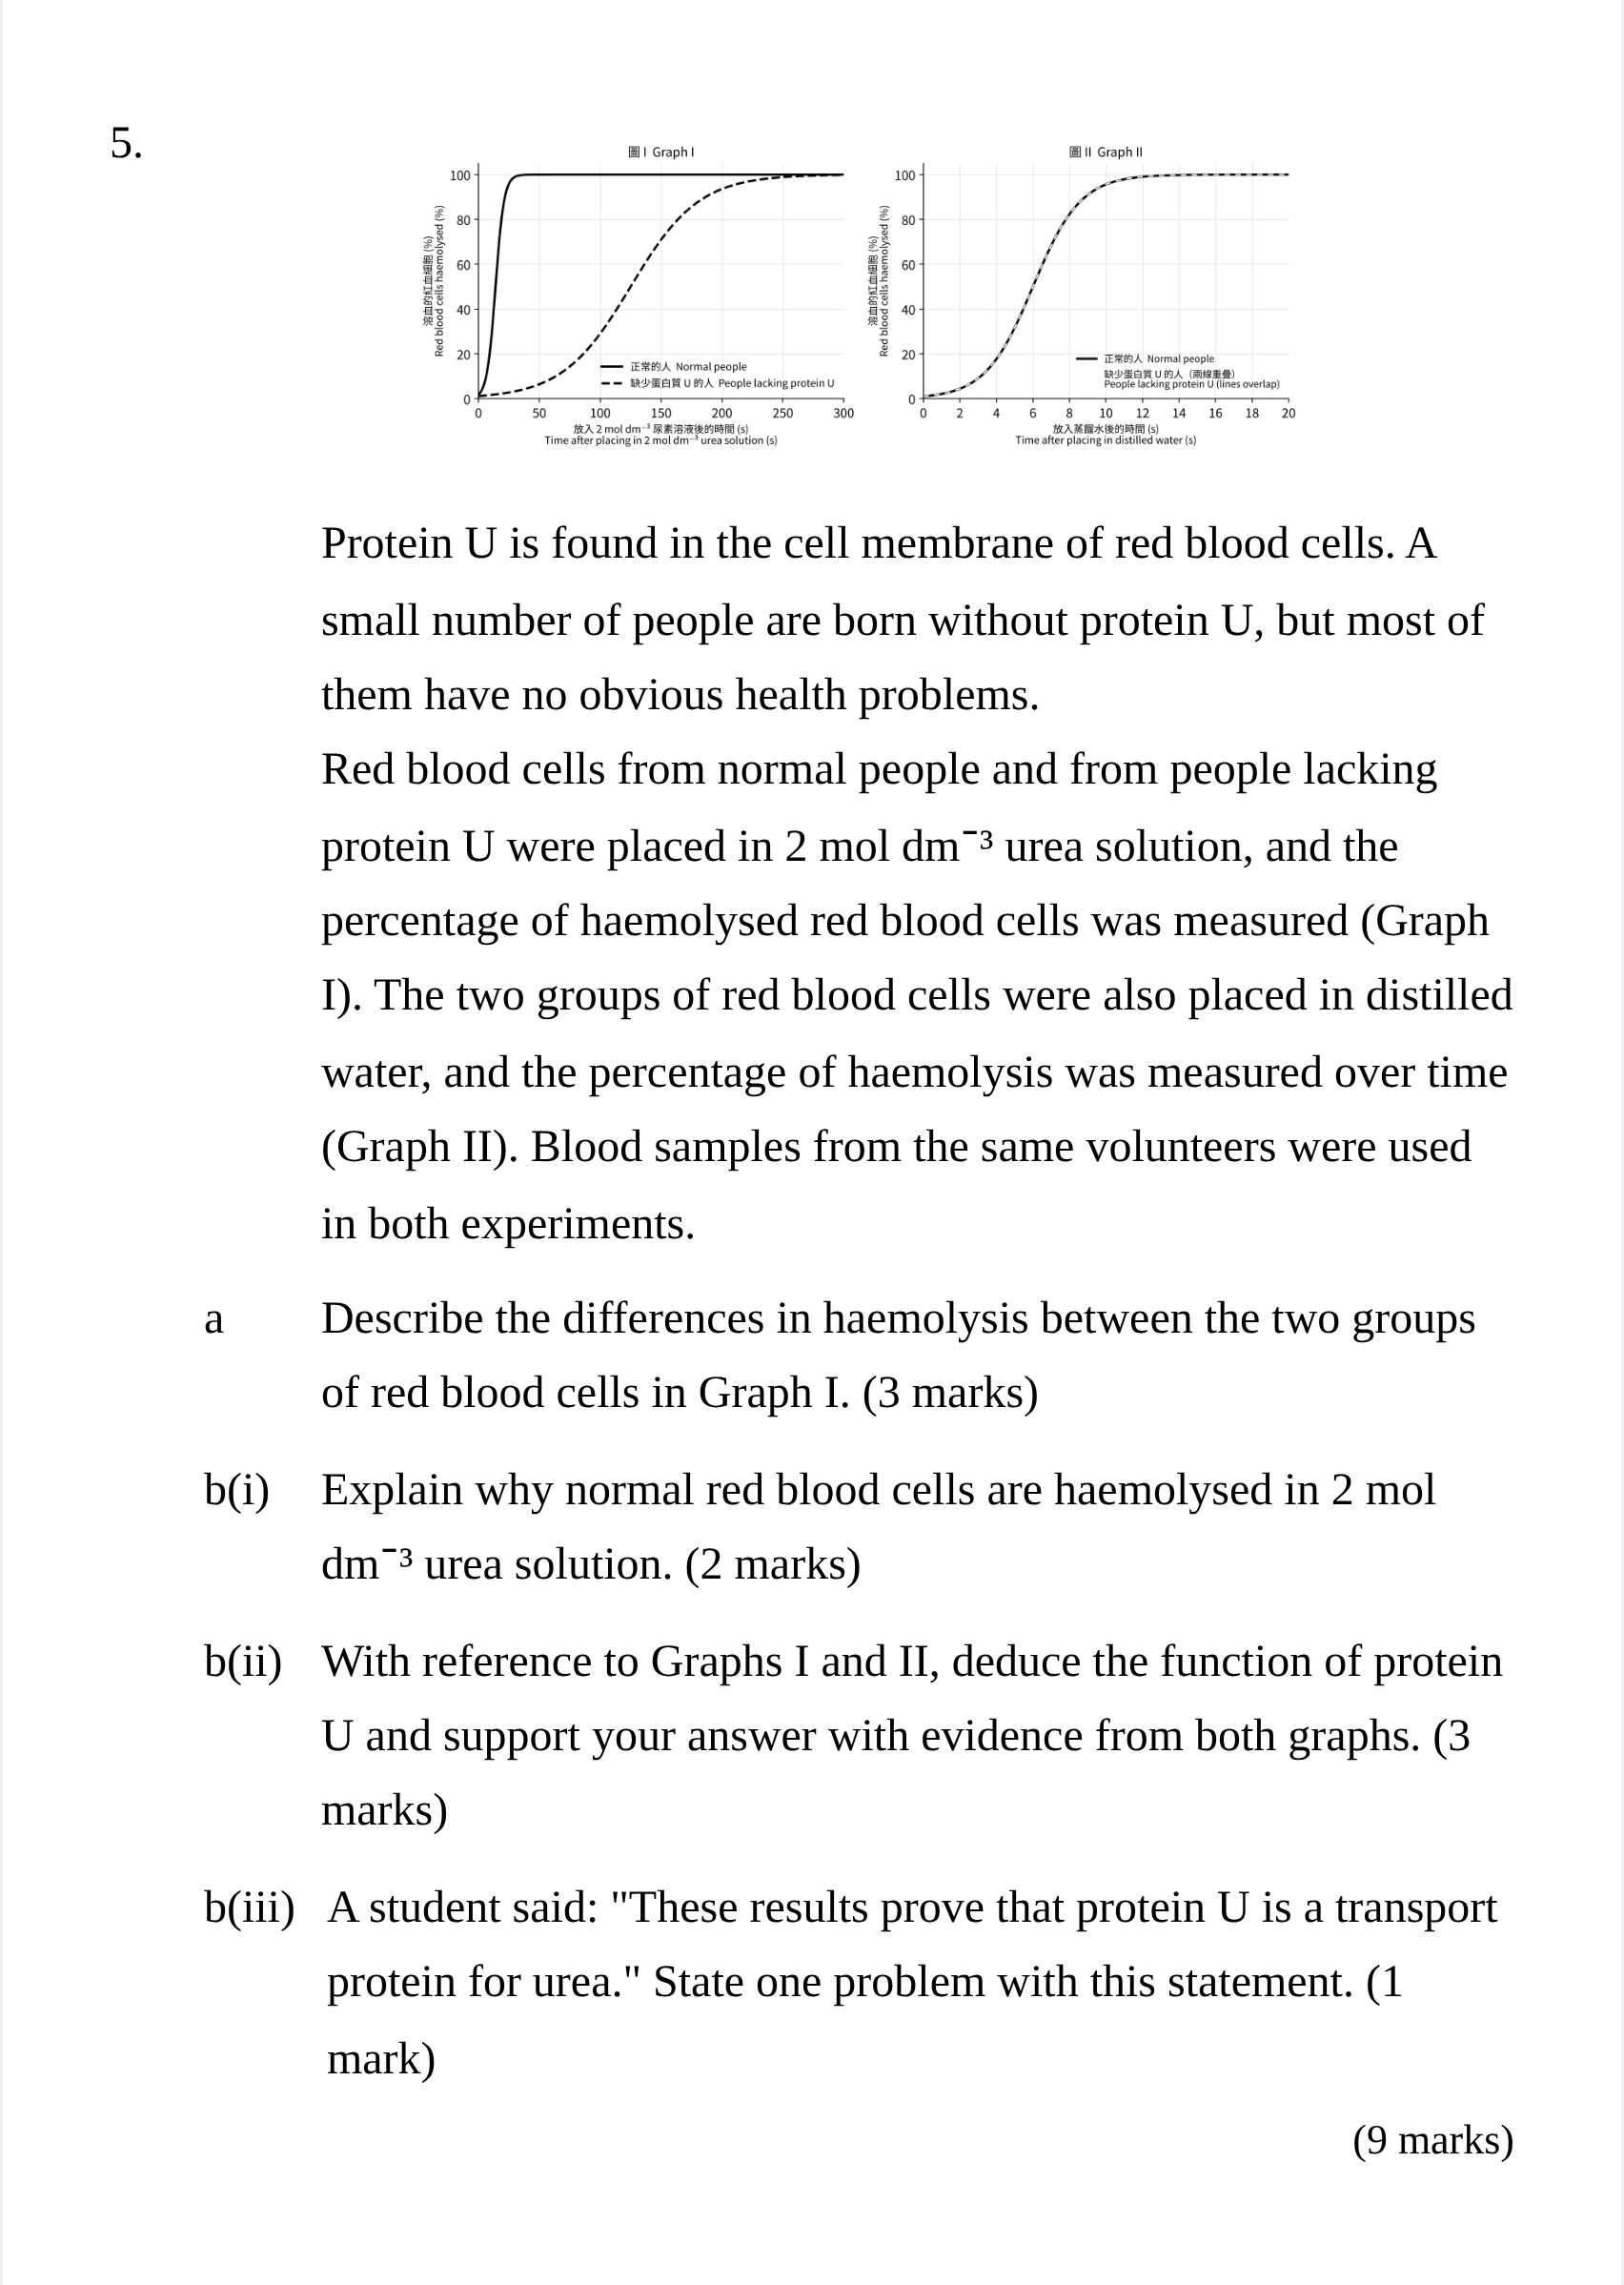 5.
圖 I Graph I
100
80
60
40
20
0
溶血的紅血細胞 (%)
Red blood cells haemolysed (%)
正常的人 Normal people
缺少蛋白質 U 的人 People lacking protein U
0 50 100 150 200 250 300
放入 2 mol dm⁻³ 尿素溶液後的時間 (s)
Time after placing in 2 mol dm⁻³ urea solution (s)
圖 II Graph II
100
80
60
40
20
0
溶血的紅血細胞 (%)
Red blood cells haemolysed (%)
正常的人 Normal people
缺少蛋白質 U 的人（兩線重疊）
People lacking protein U (lines overlap)
0 2 4 6 8 10 12 14 16 18 20
放入蒸餾水後的時間 (s)
Time after placing in distilled water (s)
Protein U is found in the cell membrane of red blood cells. A
small number of people are born without protein U, but most of
them have no obvious health problems.
Red blood cells from normal people and from people lacking
protein U were placed in 2 mol dm⁻³ urea solution, and the
percentage of haemolysed red blood cells was measured (Graph
I). The two groups of red blood cells were also placed in distilled
water, and the percentage of haemolysis was measured over time
(Graph II). Blood samples from the same volunteers were used
in both experiments.
a Describe the differences in haemolysis between the two groups
of red blood cells in Graph I. (3 marks)
b(i) Explain why normal red blood cells are haemolysed in 2 mol
dm⁻³ urea solution. (2 marks)
b(ii) With reference to Graphs I and II, deduce the function of protein
U and support your answer with evidence from both graphs. (3
marks)
b(iii) A student said: "These results prove that protein U is a transport
protein for urea." State one problem with this statement. (1
mark)
(9 marks)